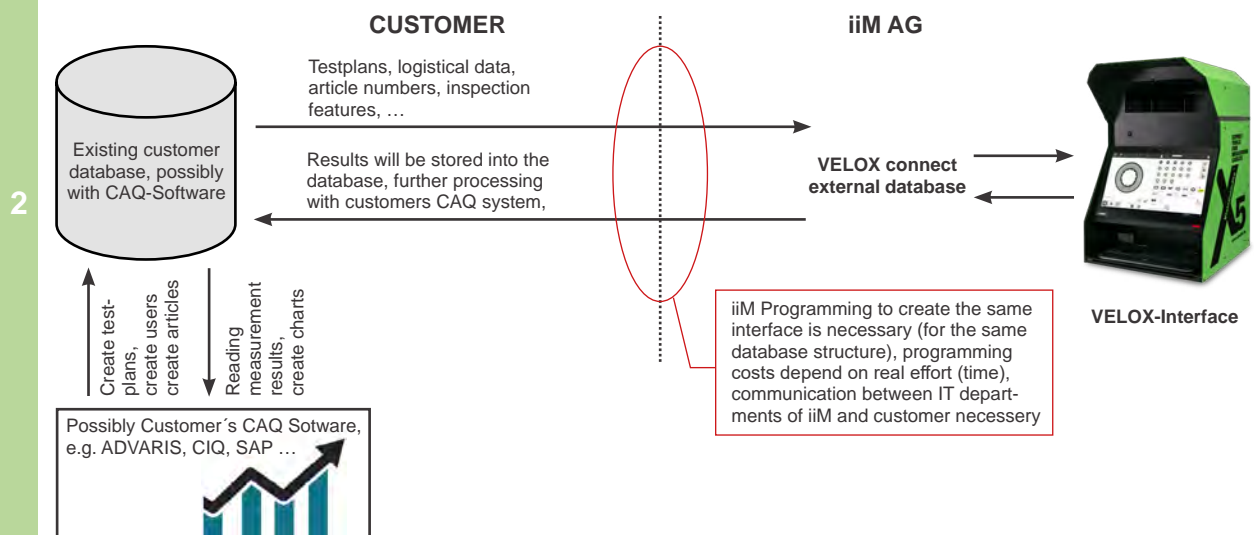 CUSTOMER
iiM AG
Testplans, logistical data,
article numbers, inspection
features, …
Existing customer
database, possibly
with CAQ-Software
Results will be stored into the
database, further processing
with customers CAQ system,
VELOX connect
external database
2
X5
VELOX-Interface
Create test-
plans,
create users
create articles
Reading
measurement
results,
create charts
iiM Programming to create the same
interface is necessary (for the same
database structure), programming
costs depend on real effort (time),
communication between IT depart-
ments of iiM and customer necessery
Possibly Customer´s CAQ Sotware,
e.g. ADVARIS, CIQ, SAP …